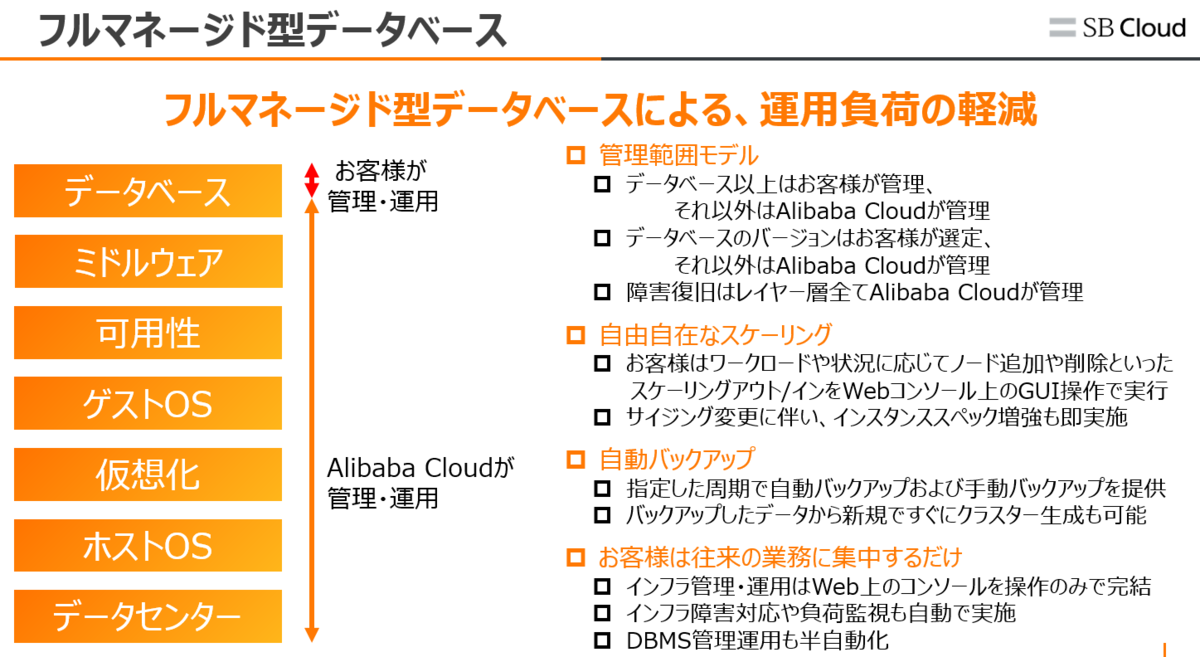 フルマネージド型データベース
SB Cloud
フルマネージド型データベースによる、運用負荷の軽減
データベース
ミドルウェア
可用性
ゲストOS
仮想化
ホストOS
データセンター
お客様が
管理・運用
Alibaba Cloudが
管理・運用
管理範囲モデル
データベース以上はお客様が管理、
それ以外はAlibaba Cloudが管理
データベースのバージョンはお客様が選定、
それ以外はAlibaba Cloudが管理
障害復旧はレイヤー層全てAlibaba Cloudが管理
自由自在なスケーリング
お客様はワークロードや状況に応じてノード追加や削除といった
スケーリングアウト/インをWebコンソール上のGUI操作で実行
サイジング変更に伴い、インスタンススペック増強も即実施
自動バックアップ
指定した周期で自動バックアップおよび手動バックアップを提供
バックアップしたデータから新規ですぐにクラスター生成も可能
お客様は往来の業務に集中するだけ
インフラ管理・運用はWeb上のコンソールを操作のみで完結
インフラ障害対応や負荷監視も自動で実施
DBMS管理運用も半自動化